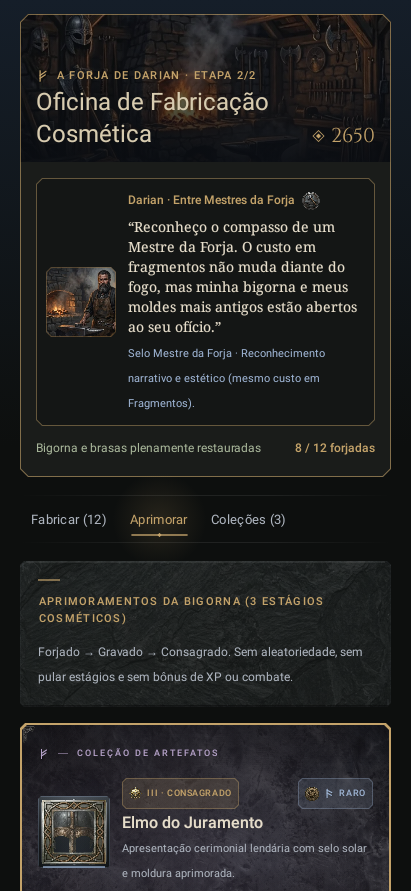 A FORJA DE DARIAN · ETAPA 2/2
Oficina de Fabricação
Cosmética
2650
Darian · Entre Mestres da Forja
“Reconheço o compasso de um
Mestre da Forja. O custo em
fragmentos não muda diante do
fogo, mas minha bigorna e meus
moldes mais antigos estão abertos
ao seu ofício.”
Selo Mestre da Forja · Reconhecimento
narrativo e estético (mesmo custo em
Fragmentos).
Bigorna e brasas plenamente restauradas
8 / 12 forjadas
Fabricar (12)
Aprimorar
Coleções (3)
APRIMORAMENTOS DA BIGORNA (3 ESTÁGIOS
COSMÉTICOS)
Forjado → Gravado → Consagrado. Sem aleatoriedade, sem
pular estágios e sem bônus de XP ou combate.
— COLEÇÃO DE ARTEFATOS
III · CONSAGRADO
RARO
Elmo do Juramento
Apresentação cerimonial lendária com selo solar
e moldura aprimorada.